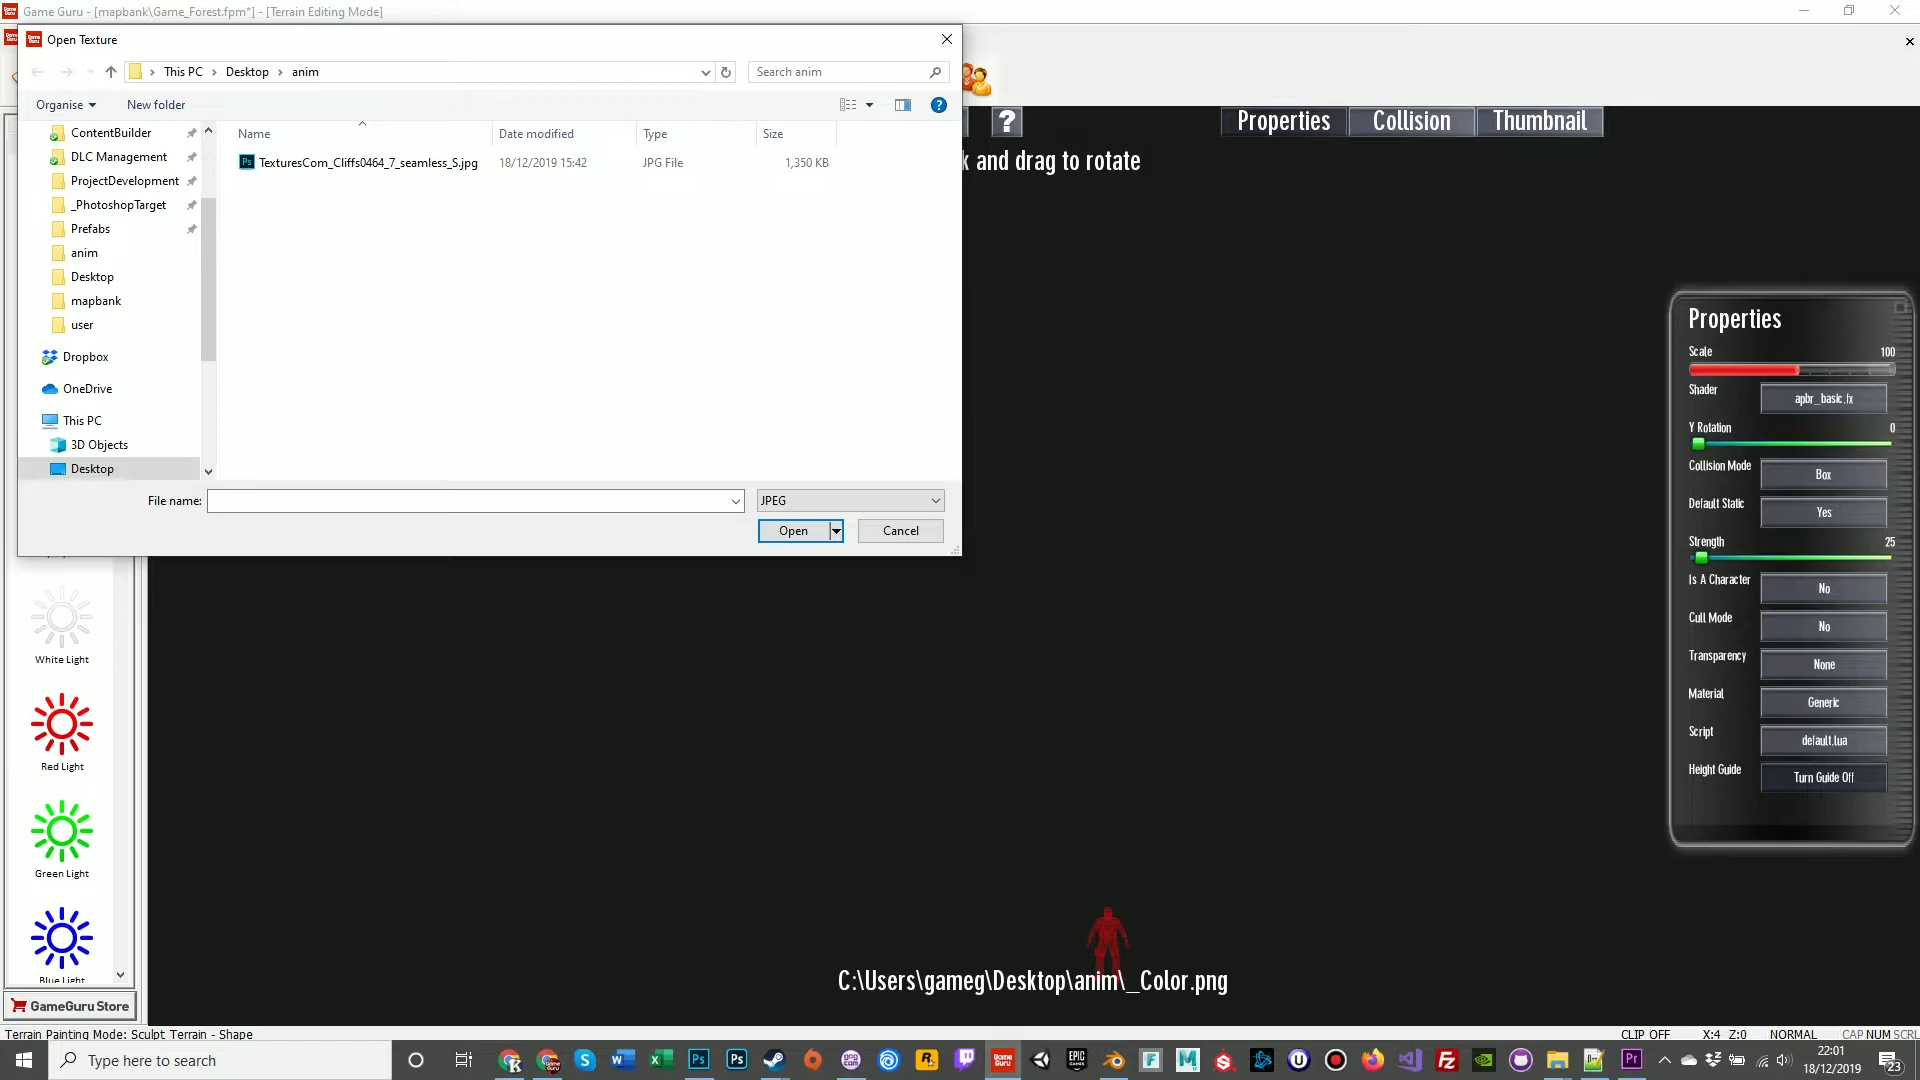 Game Guru - [mapbank\Game_Forest.fpm*] - [Terrain Editing Mode]
Open Texture
This PC > Desktop > anim
Search anim
Organise
New folder
Name
Date modified
Type
Size
ContentBuilder
DLC Management
ProjectDevelopment
_PhotoshopTarget
Prefabs
anim
Desktop
mapbank
user
Dropbox
OneDrive
This PC
3D Objects
Desktop
TexturesCom_Cliffs0464_7_seamless_S.jpg 18/12/2019 15:42 JPG File 1,350 KB
File name:
JPEG
Open
Cancel
?
Properties
Collision
Thumbnail
k and drag to rotate
Properties
Scale 100
Shader apbr_basic.fx
Y Rotation 0
Collision Mode Box
Default Static Yes
Strength 25
Is A Character No
Cull Mode No
Transparency None
Material Generic
Script default.lua
Height Guide Turn Guide Off
White Light
Red Light
Green Light
Blue Light
GameGuru Store
C:\Users\gameg\Desktop\anim\_Color.png
Terrain Painting Mode: Sculpt Terrain - Shape
CLIP OFF X:4 Z:0 NORMAL CAP NUM SCRL
Type here to search
22:01
18/12/2019
23